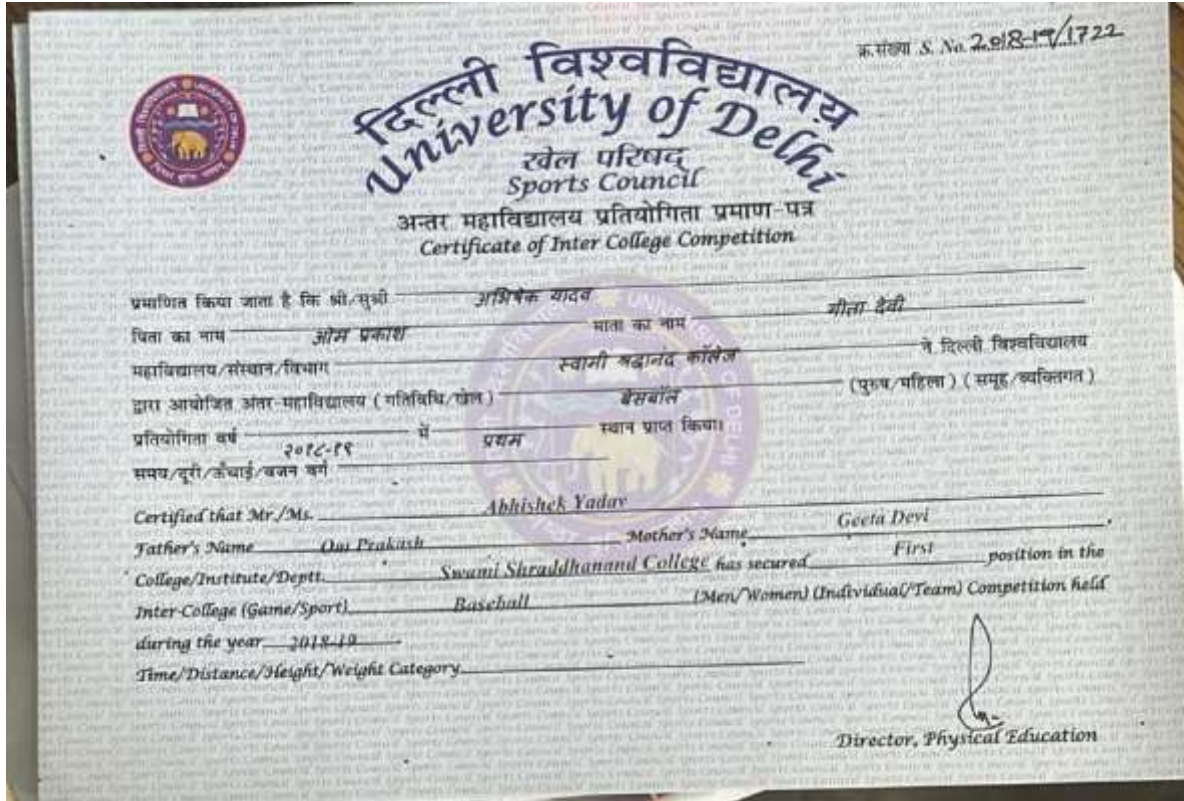 क्र.संख्या S. No. 2018-19/1722
दिल्ली विश्वविद्यालय
University of Delhi
खेल परिषद्
Sports Council
अन्तर महाविद्यालय प्रतियोगिता प्रमाण-पत्र
Certificate of Inter College Competition
प्रमाणित किया जाता है कि श्री/सुश्री अभिषेक यादव
पिता का नाम ओम प्रकाश माता का नाम गीता देवी
महाविद्यालय/संस्थान/विभाग स्वामी श्रद्धानंद कॉलेज ने दिल्ली विश्वविद्यालय
द्वारा आयोजित अंतर-महाविद्यालय (गतिविधि/खेल) बेसबॉल (पुरुष/महिला) (समूह/व्यक्तिगत)
प्रतियोगिता वर्ष २०१८-१९ में प्रथम स्थान प्राप्त किया।
समय/दूरी/ऊँचाई/वजन वर्ग
Certified that Mr./Ms. Abhishek Yadav
Father's Name Om Prakash Mother's Name Geeta Devi
College/Institute/Deptt. Swami Shraddhanand College has secured First position in the
Inter-College (Game/Sport) Baseball (Men/Women) (Individual/Team) Competition held
during the year 2018-19
Time/Distance/Height/Weight Category
Director, Physical Education